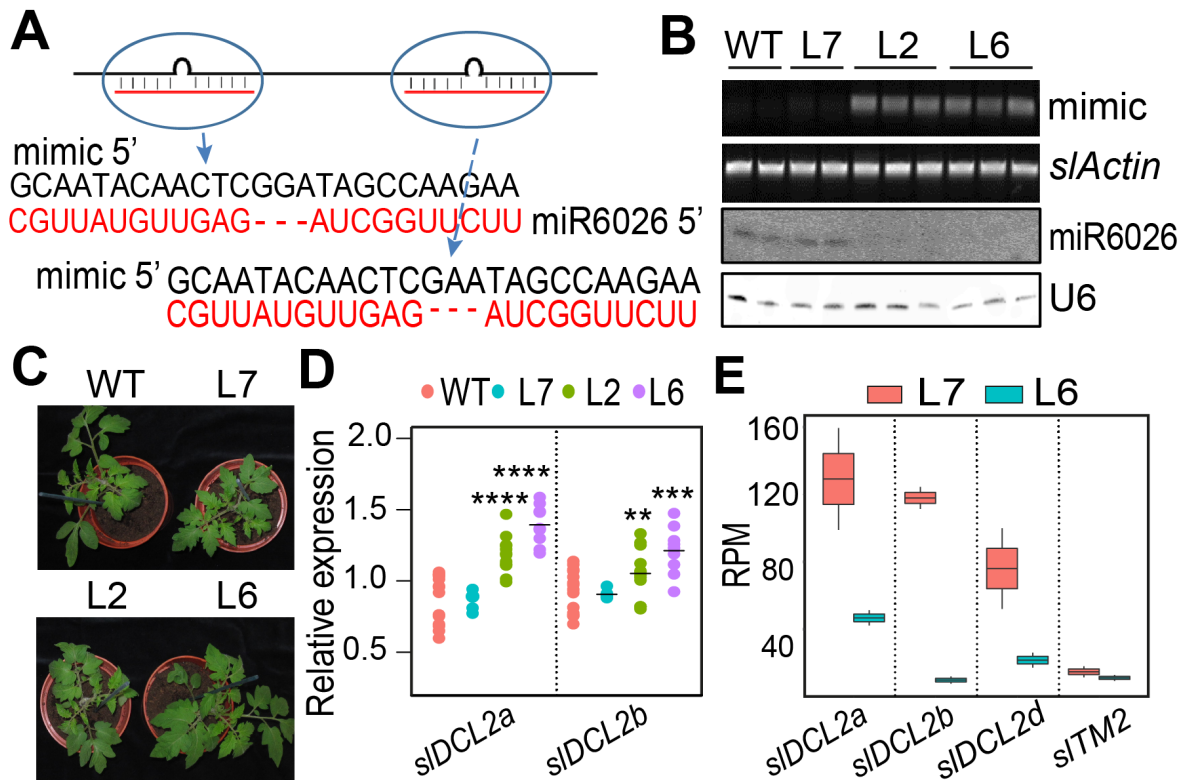 A
mimic 5’
GCAATACAACTCGGATAGCCAAGAA
CGUUAUGUUGAG---AUCGGUUCUU miR6026 5’
mimic 5’ GCAATACAACTCGAATAGCCAAGAA
CGUUAUGUUGAG---AUCGGUUCUU
B
WT L7 L2 L6
mimic
slActin
miR6026
U6
C
WT L7
L2 L6
D
WT L7 L2 L6
Relative expression
2.0
1.5
1.0
0.5
**** ****
** ***
slDCL2a slDCL2b
E
L7 L6
RPM
160
120
80
40
slDCL2a slDCL2b slDCL2d slTM2